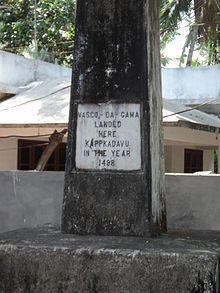 VASCO,-DA-GAMA
LANDED
HERE
KAPPKADAVU
IN THE YEAR
1498